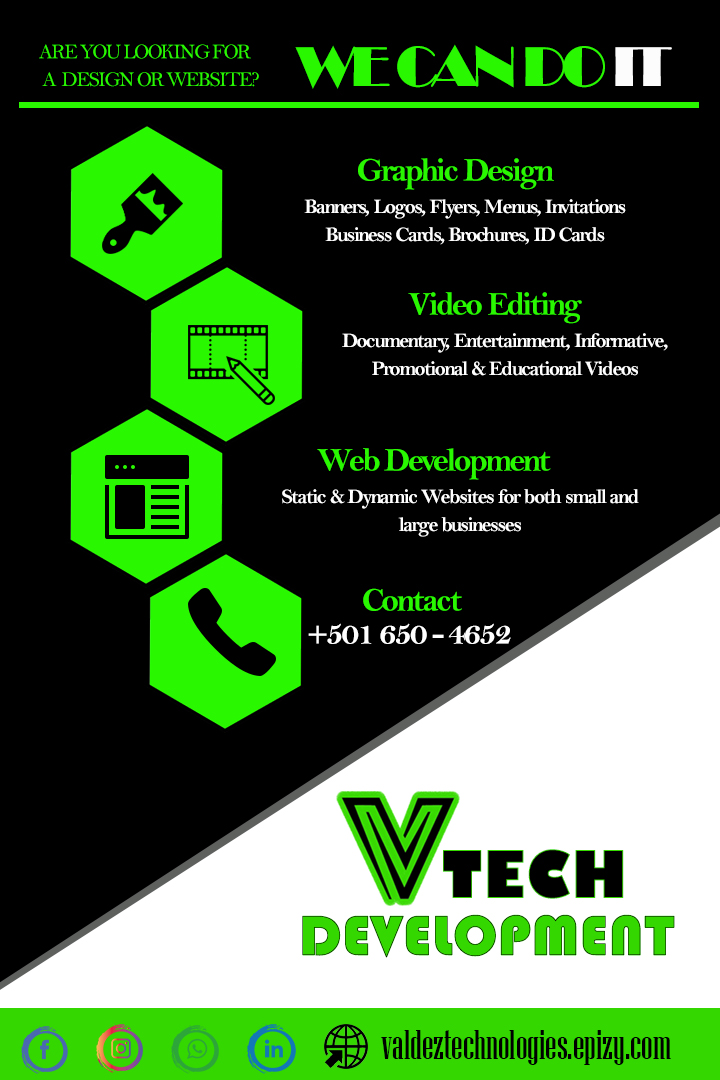 ARE YOU LOOKING FOR
A DESIGN OR WEBSITE?
WE CAN DO IT
Graphic Design
Banners, Logos, Flyers, Menus, Invitations
Business Cards, Brochures, ID Cards
Video Editing
Documentary, Entertainment, Informative,
Promotional & Educational Videos
Web Development
Static & Dynamic Websites for both small and
large businesses
Contact
+501 650 - 4652
V TECH
DEVELOPMENT
f
in
valdeztechnologies.epizy.com